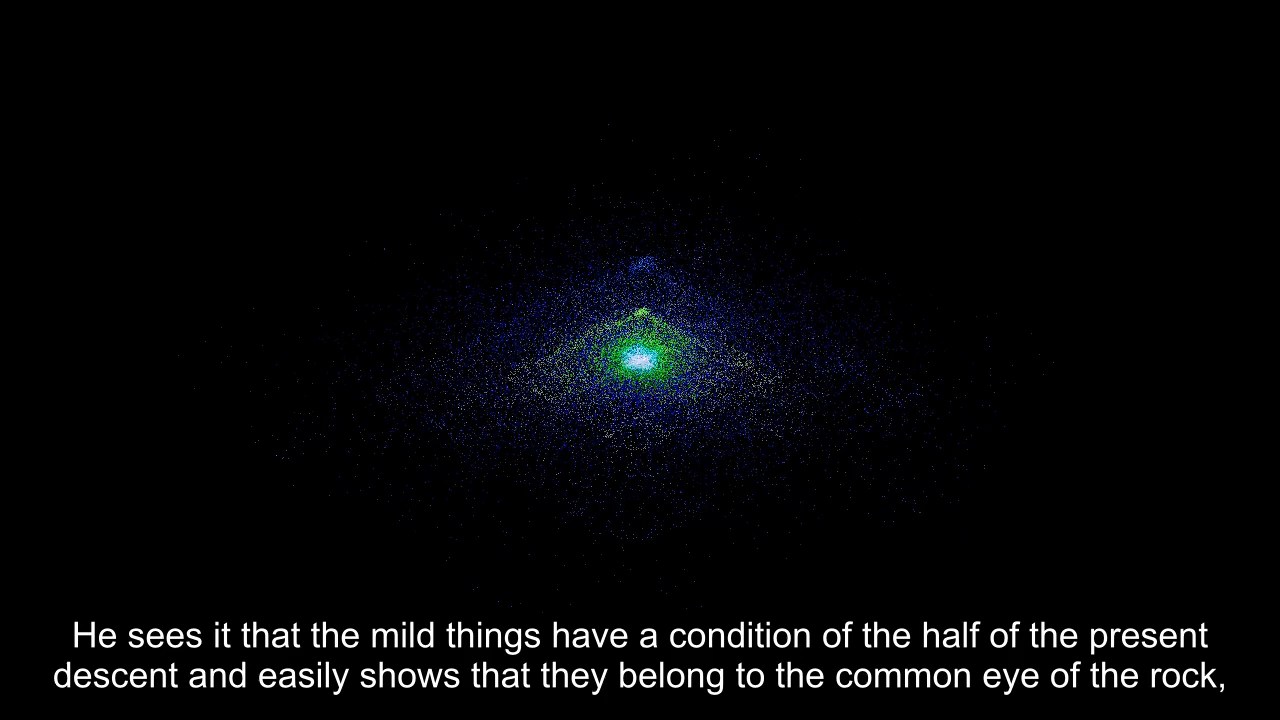 He sees it that the mild things have a condition of the half of the present
descent and easily shows that they belong to the common eye of the rock,